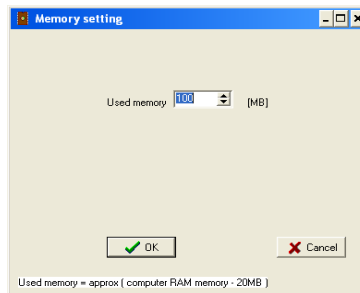 Memory setting
Used memory 100 [MB]
OK Cancel
Used memory = approx ( computer RAM memory - 20MB )